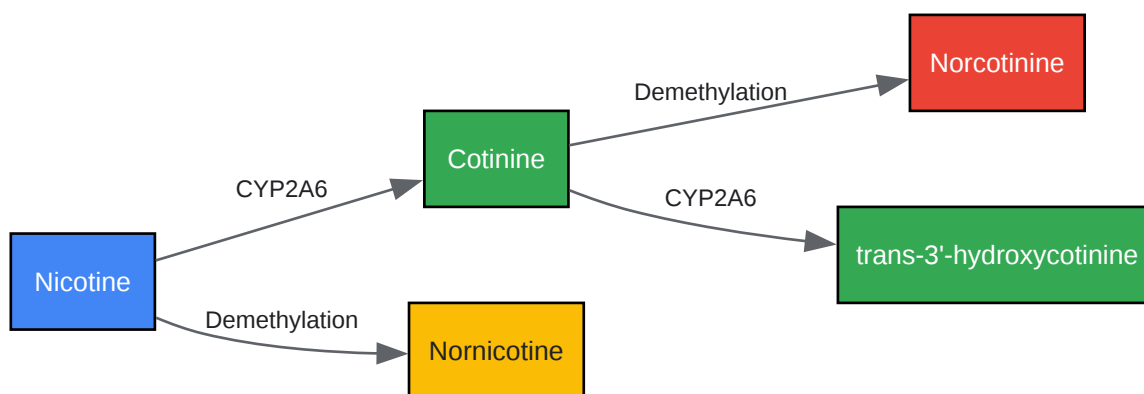 Norcotinine
Demethylation
Cotinine
CYP2A6
CYP2A6
trans-3'-hydroxycotinine
Nicotine
Demethylation
Nornicotine